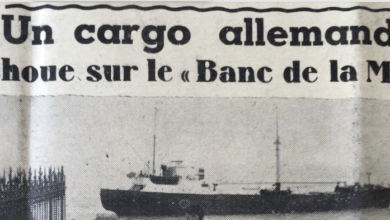 Un cargo allemand
houe sur le « Banc de la M